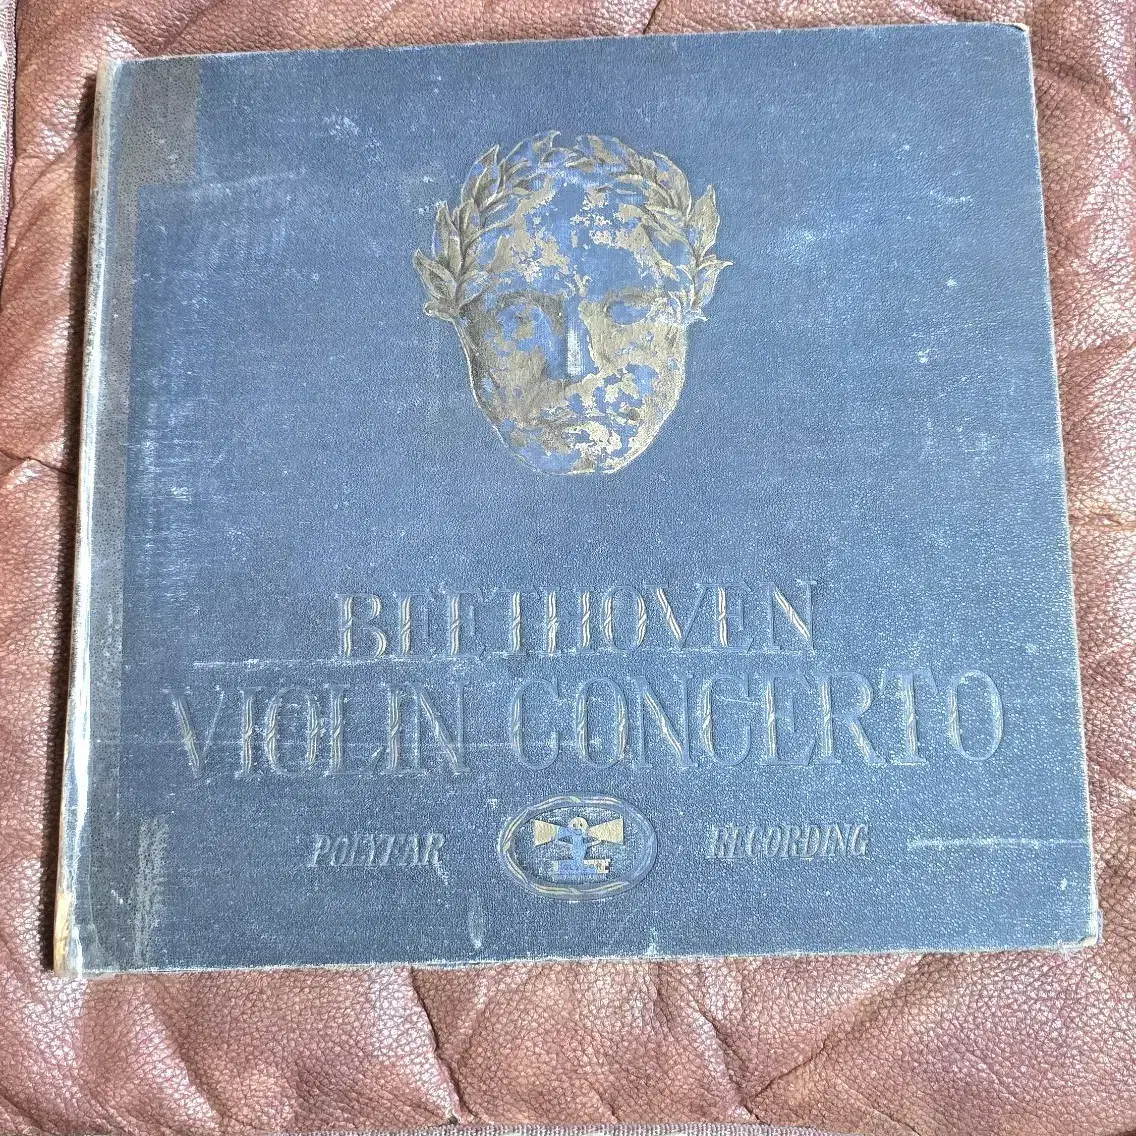 BEETHOVEN
VIOLIN CONCERTO
POLYFAR RECORDING